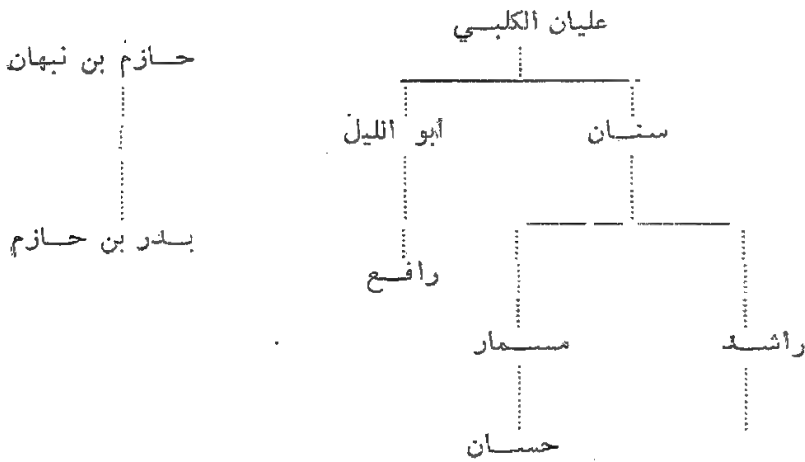 عليان الكلبي
حازم بن نبهان
سنان
أبو الليل
بدر بن حازم
رافع
راشد
مسمار
حسان